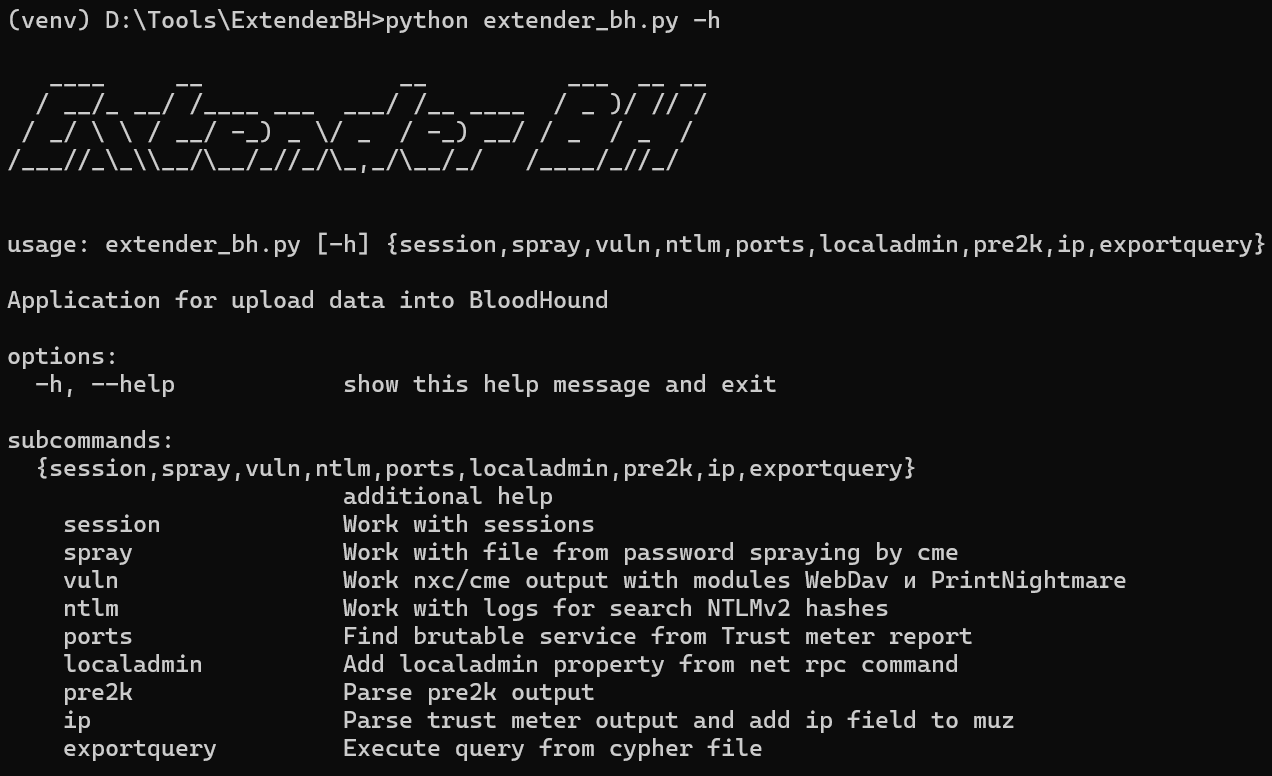 (venv) D:\Tools\ExtenderBH>python extender_bh.py -h
   ____     __              __          ___  __ __
  / __/_ __/ /____ ___  ___/ /__ ____  / _ )/ // /
 / _/ \ \ / __/ -_) _ \/ _  / -_) __/ / _  / _  /
/___//_\_\\__/\__/_//_/\_,_/\__/_/   /____/_//_/
usage: extender_bh.py [-h] {session,spray,vuln,ntlm,ports,localadmin,pre2k,ip,exportquery}
Application for upload data into BloodHound
options:
  -h, --help            show this help message and exit
subcommands:
  {session,spray,vuln,ntlm,ports,localadmin,pre2k,ip,exportquery}
                        additional help
    session             Work with sessions
    spray               Work with file from password spraying by cme
    vuln                Work nxc/cme output with modules WebDav и PrintNightmare
    ntlm                Work with logs for search NTLMv2 hashes
    ports               Find brutable service from Trust meter report
    localadmin          Add localadmin property from net rpc command
    pre2k               Parse pre2k output
    ip                  Parse trust meter output and add ip field to muz
    exportquery         Execute query from cypher file